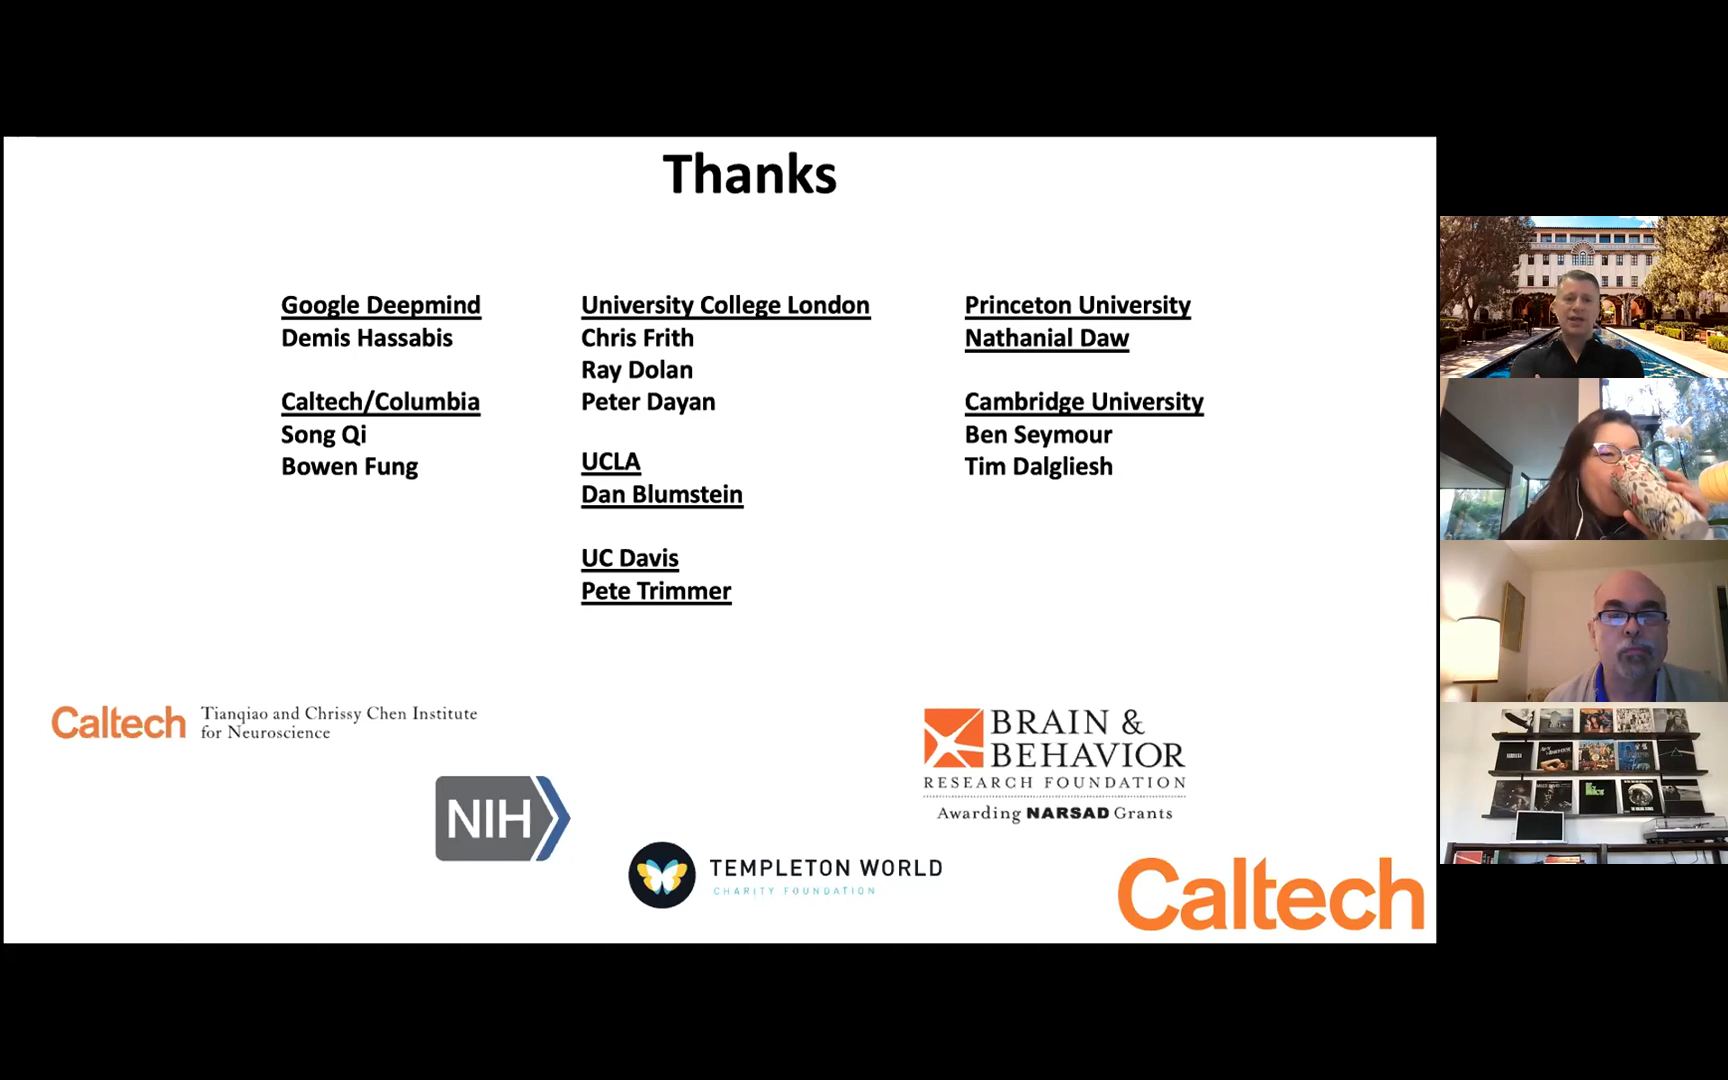 Thanks
Google Deepmind
Demis Hassabis
Caltech/Columbia
Song Qi
Bowen Fung
University College London
Chris Frith
Ray Dolan
Peter Dayan
UCLA
Dan Blumstein
UC Davis
Pete Trimmer
Princeton University
Nathanial Daw
Cambridge University
Ben Seymour
Tim Dalgliesh
Caltech
Tianqiao and Chrissy Chen Institute
for Neuroscience
NIH
TEMPLETON WORLD
CHARITY FOUNDATION
BRAIN &
BEHAVIOR
RESEARCH FOUNDATION
Awarding NARSAD Grants
Caltech